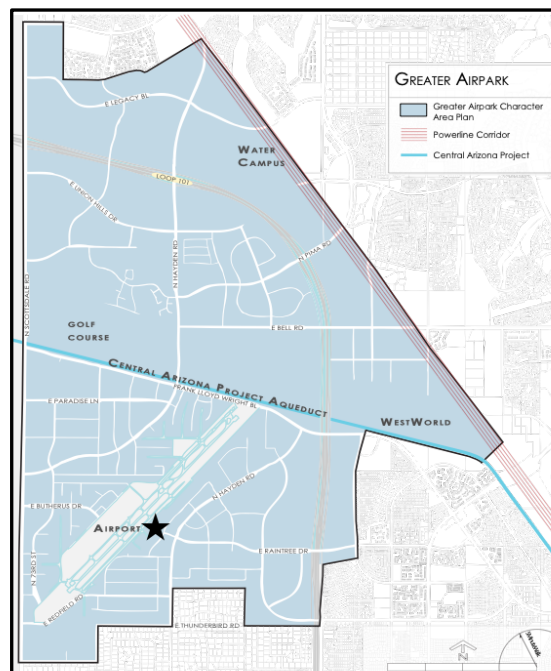 GREATER AIRPARK
Greater Airpark Character
Area Plan
Powerline Corridor
Central Arizona Project
E LEGACY BL
WATER
CAMPUS
LOOP 101
E UNION HILLS DR
N HAYDEN RD
N PIMA RD
N SCOTTSDALE RD
GOLF
COURSE
E BELL RD
CENTRAL ARIZONA PROJECT AQUEDUCT
FRANK LLOYD WRIGHT BL
E PARADISE LN
WESTWORLD
N HAYDEN RD
E BUTHERUS DR
AIRPORT
E RAINTREE DR
N 73RD ST
E REDFIELD RD
E THUNDERBIRD RD